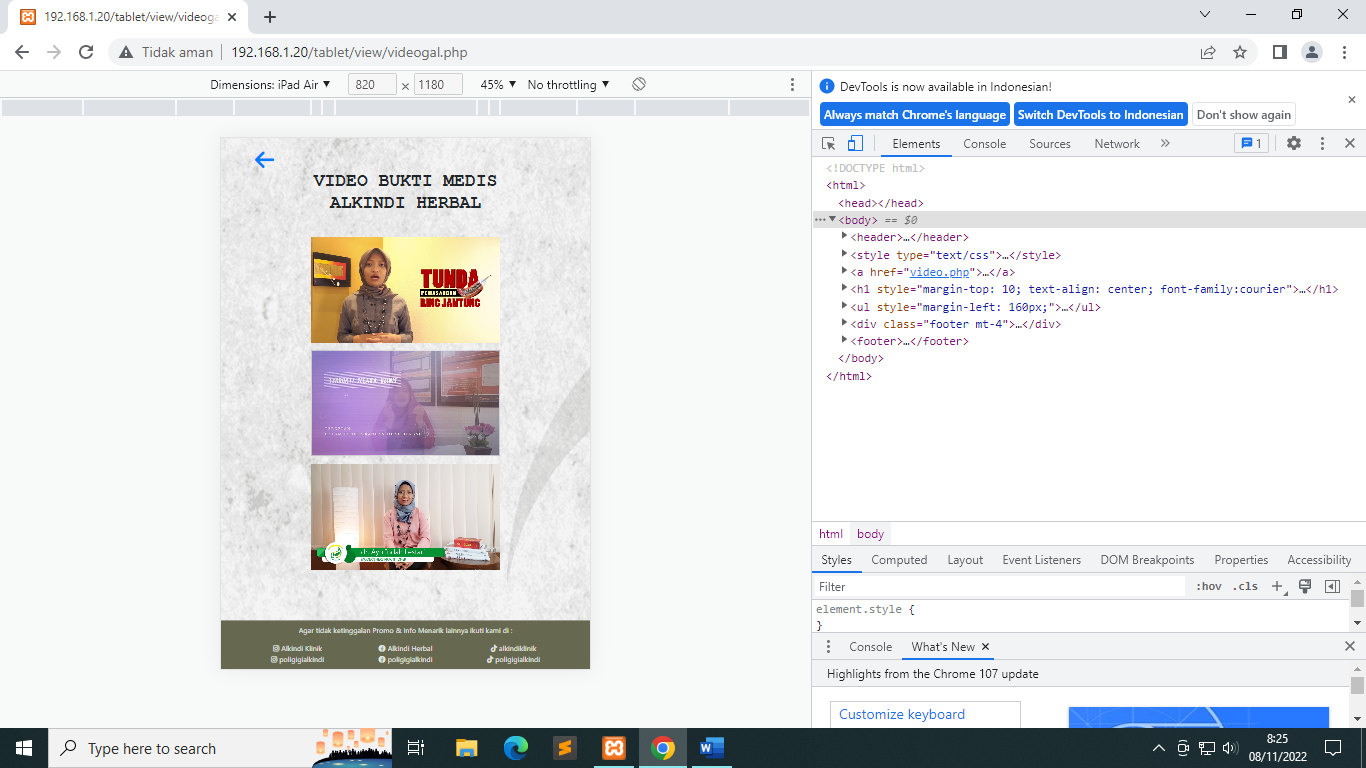 192.168.1.20/tablet/view/videoga
Tidak aman
192.168.1.20/tablet/view/videogal.php
Dimensions: iPad Air 820 × 1180 45% No throttling
VIDEO BUKTI MEDIS
ALKINDI HERBAL
TUNDA
PEMASANGAN
RING JANTUNG
Agar tidak ketinggalan Promo & Info Menarik lainnya ikuti kami di :
Alkindi Klinik Alkindi Herbal alkindiklinik
poligigialkindi poligigialkindi poligigialkindi
DevTools is now available in Indonesian!
Always match Chrome's language Switch DevTools to Indonesian Don't show again
Elements Console Sources Network » 1
<!DOCTYPE html>
<html>
<head></head>
<body> == $0
<header>…</header>
<style type="text/css">…</style>
<a href="video.php">…</a>
<h1 style="margin-top: 10; text-align: center; font-family:courier">…</h1>
<ul style="margin-left: 160px;">…</ul>
<div class="footer mt-4">…</div>
<footer>…</footer>
</body>
</html>
html body
Styles Computed Layout Event Listeners DOM Breakpoints Properties Accessibility
Filter :hov .cls +
element.style {
}
Console What's New
Highlights from the Chrome 107 update
Customize keyboard
Type here to search
8:25
08/11/2022